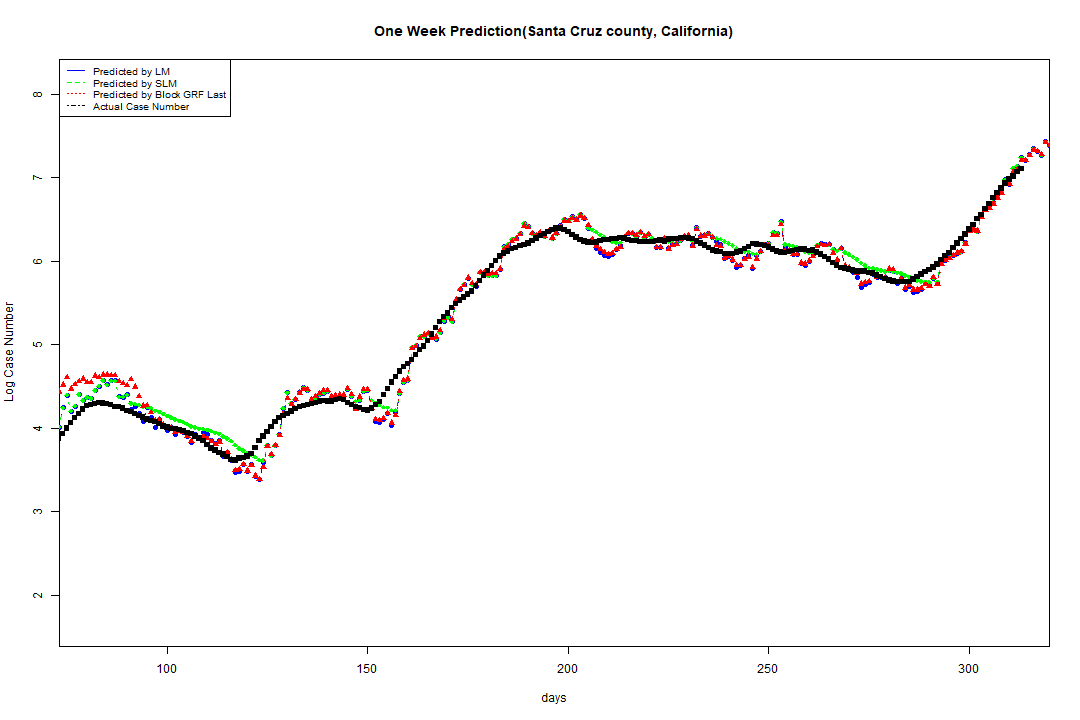 One Week Prediction(Santa Cruz county, California)
Predicted by LM
Predicted by SLM
Predicted by Block GRF Last
Actual Case Number
8
7
6
5
4
3
2
Log Case Number
100 150 200 250 300
days